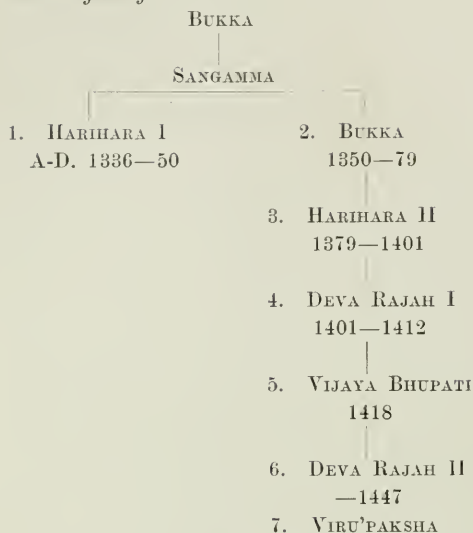 BUKKA
SANGAMMA
1. HARIHARA I
A-D. 1336—50
2. BUKKA
1350—79
3. HARIHARA II
1379—1401
4. DEVA RAJAH I
1401—1412
5. VIJAYA BHUPATI
1418
6. DEVA RAJAH II
—1447
7. VIRU'PAKSHA